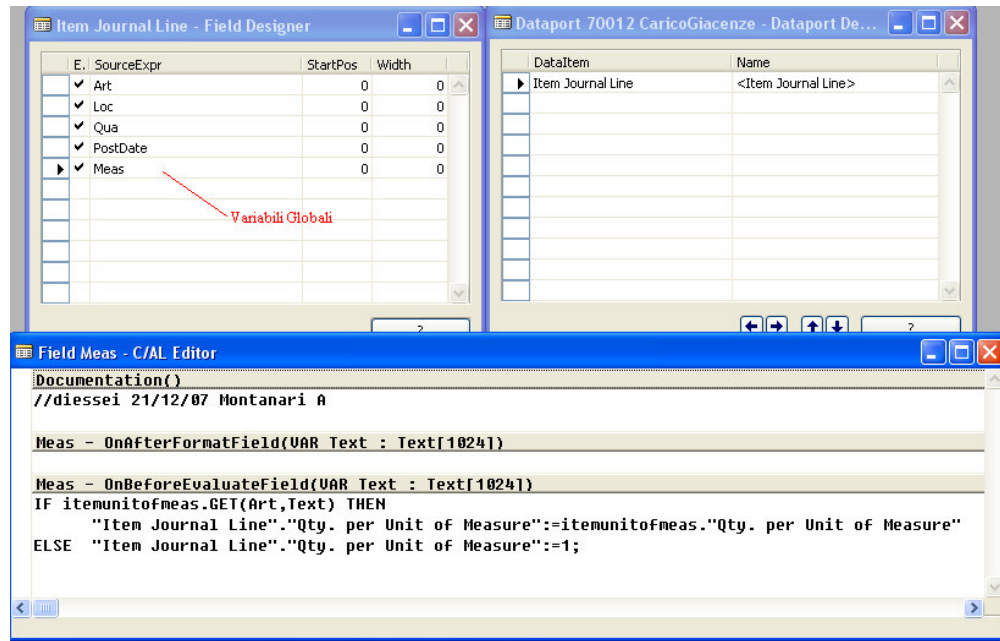 Item Journal Line - Field Designer
E. SourceExpr StartPos Width
Art 0 0
Loc 0 0
Qua 0 0
PostDate 0 0
Meas 0 0
Variabili Globali
?
Dataport 70012 CaricoGiacenze - Dataport De...
DataItem Name
Item Journal Line <Item Journal Line>
?
Field Meas - C/AL Editor
Documentation()
//diessei 21/12/07 Montanari A
Meas - OnAfterFormatField(VAR Text : Text[1024])
Meas - OnBeforeEvaluateField(VAR Text : Text[1024])
IF itemunitofmeas.GET(Art,Text) THEN
"Item Journal Line"."Qty. per Unit of Measure":=itemunitofmeas."Qty. per Unit of Measure"
ELSE "Item Journal Line"."Qty. per Unit of Measure":=1;